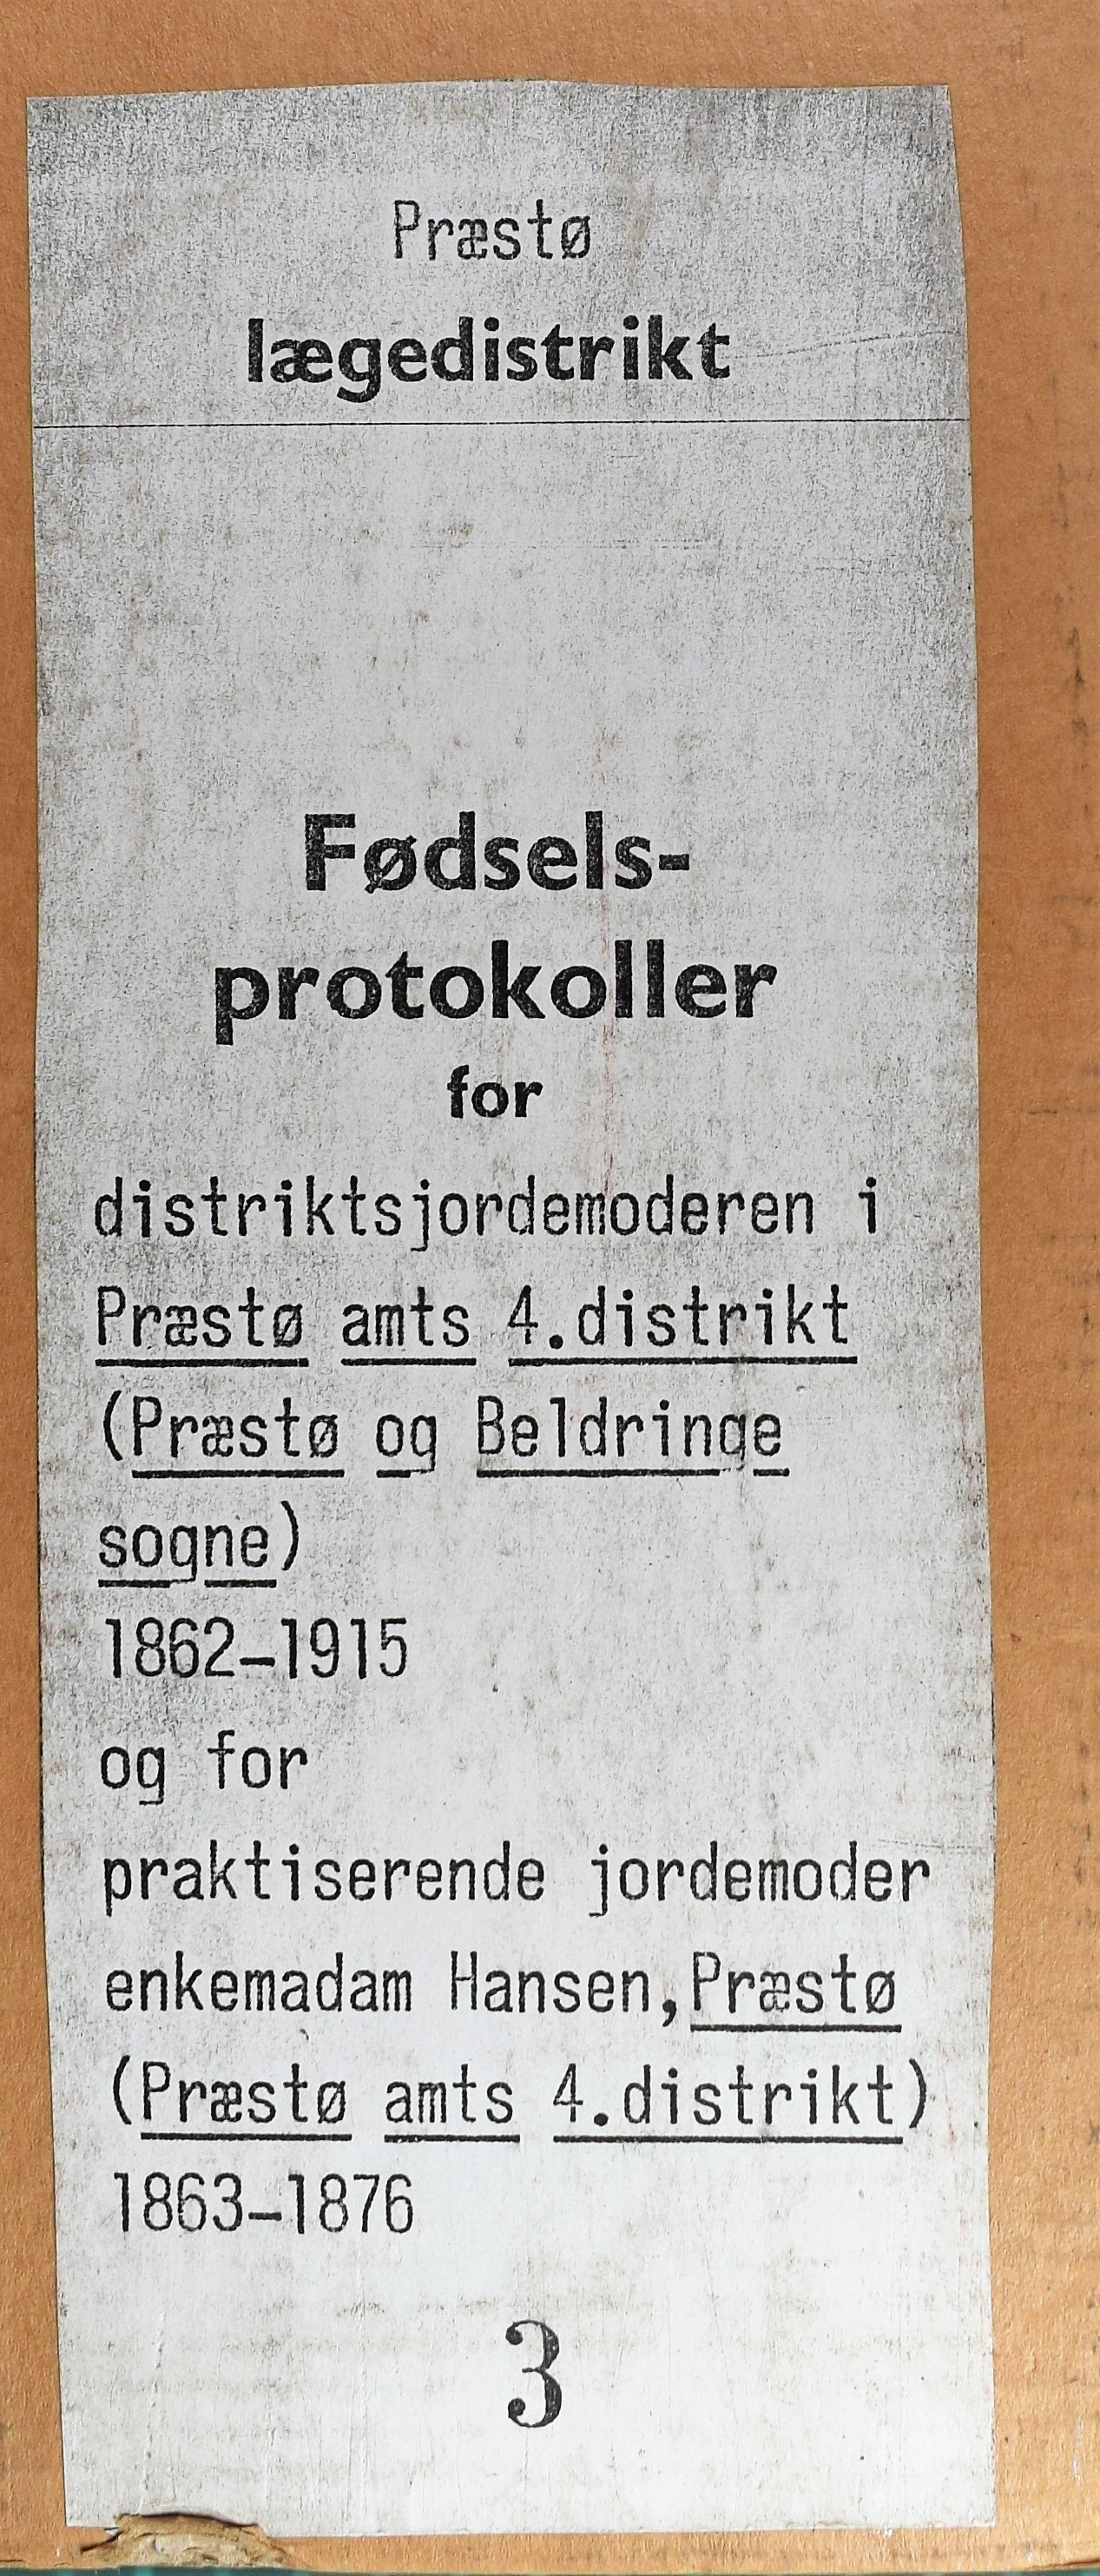 Præstø
lægedistrikt
Fødsels-
protokoller
for
distriktsjordemoderen i
Præstø amts 4.distrikt
(Præstø og Beldringe
sogne)
1862-1915
og for
praktiserende jordemoder
enkemadam Hansen,Præstø
(Præstø amts 4.distrikt)
1863-1876
3